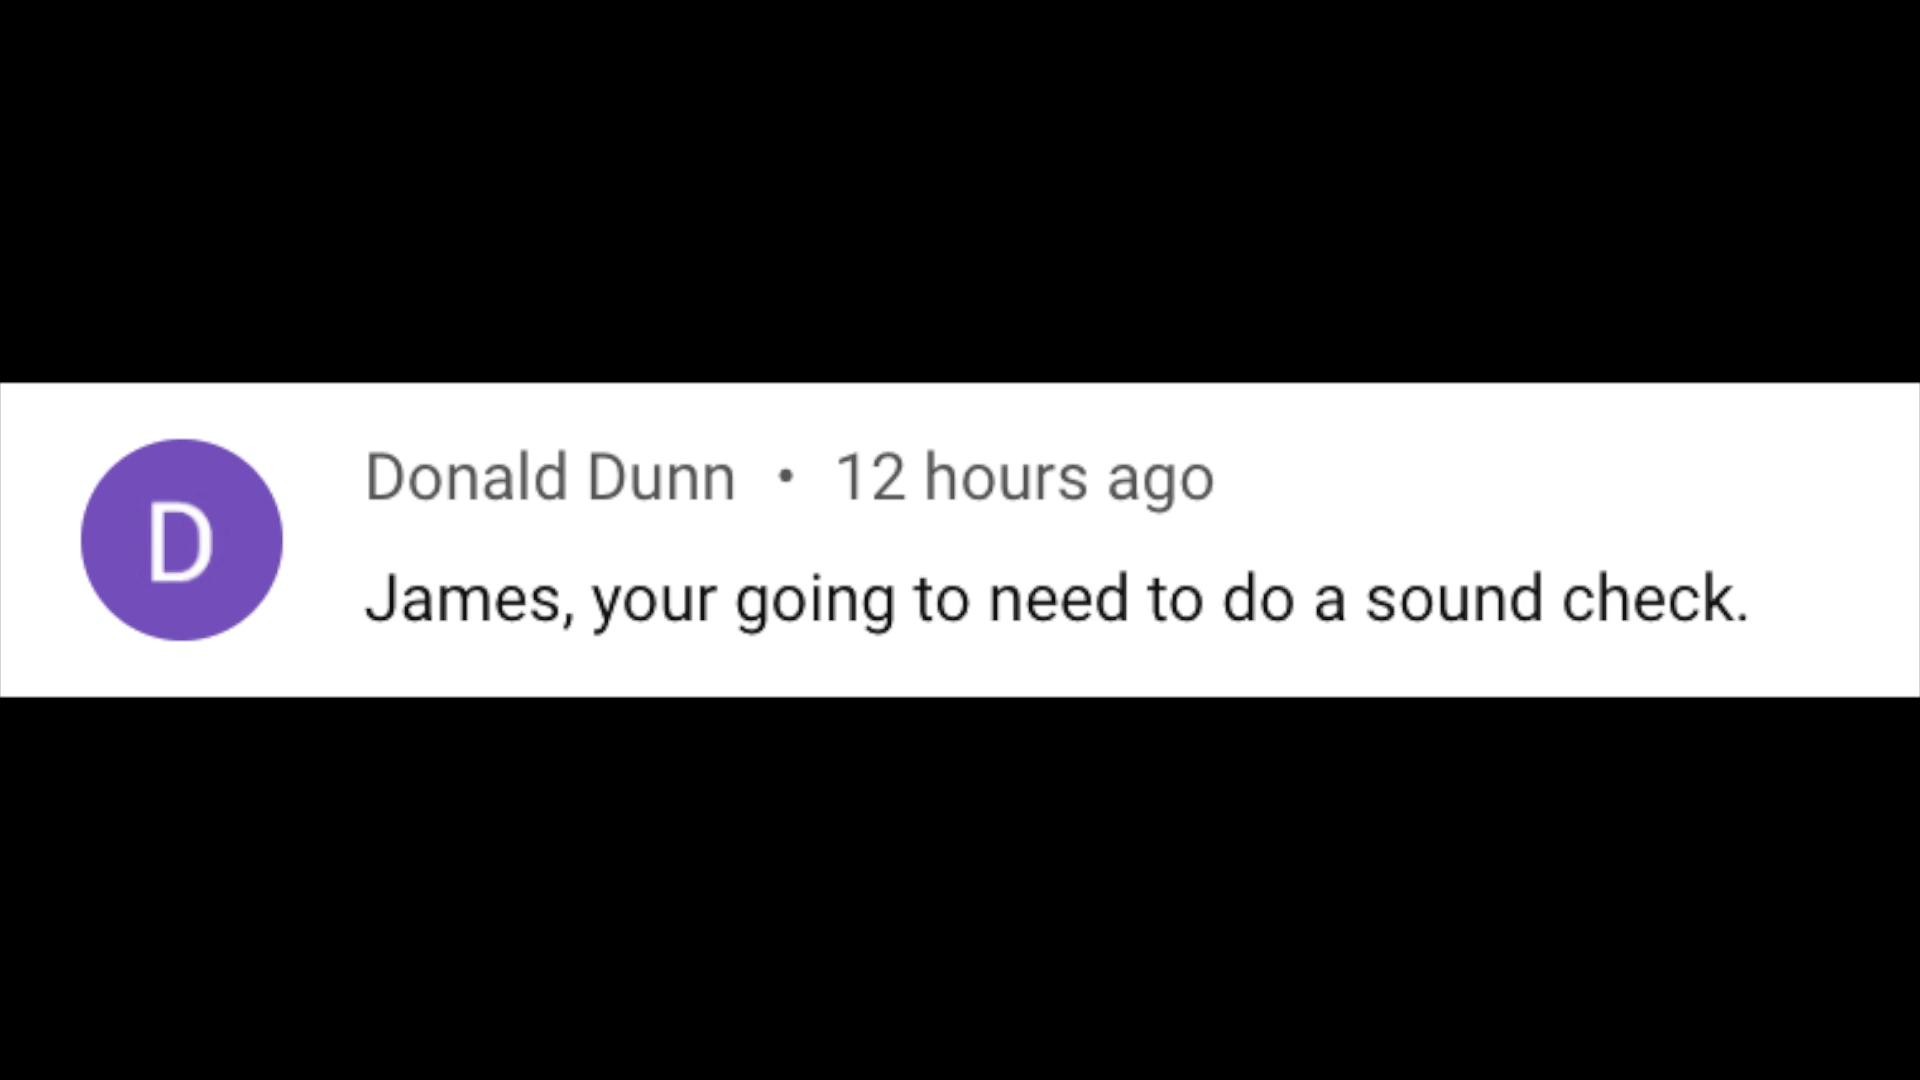 D
Donald Dunn • 12 hours ago
James, your going to need to do a sound check.